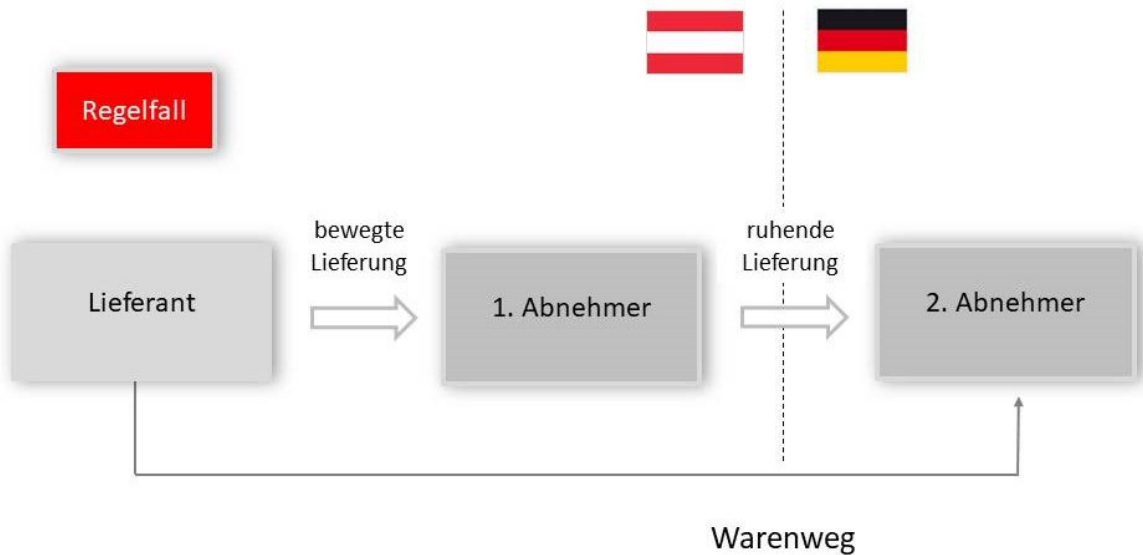 Regelfall
bewegte
Lieferung
ruhende
Lieferung
Lieferant
1. Abnehmer
2. Abnehmer
Warenweg